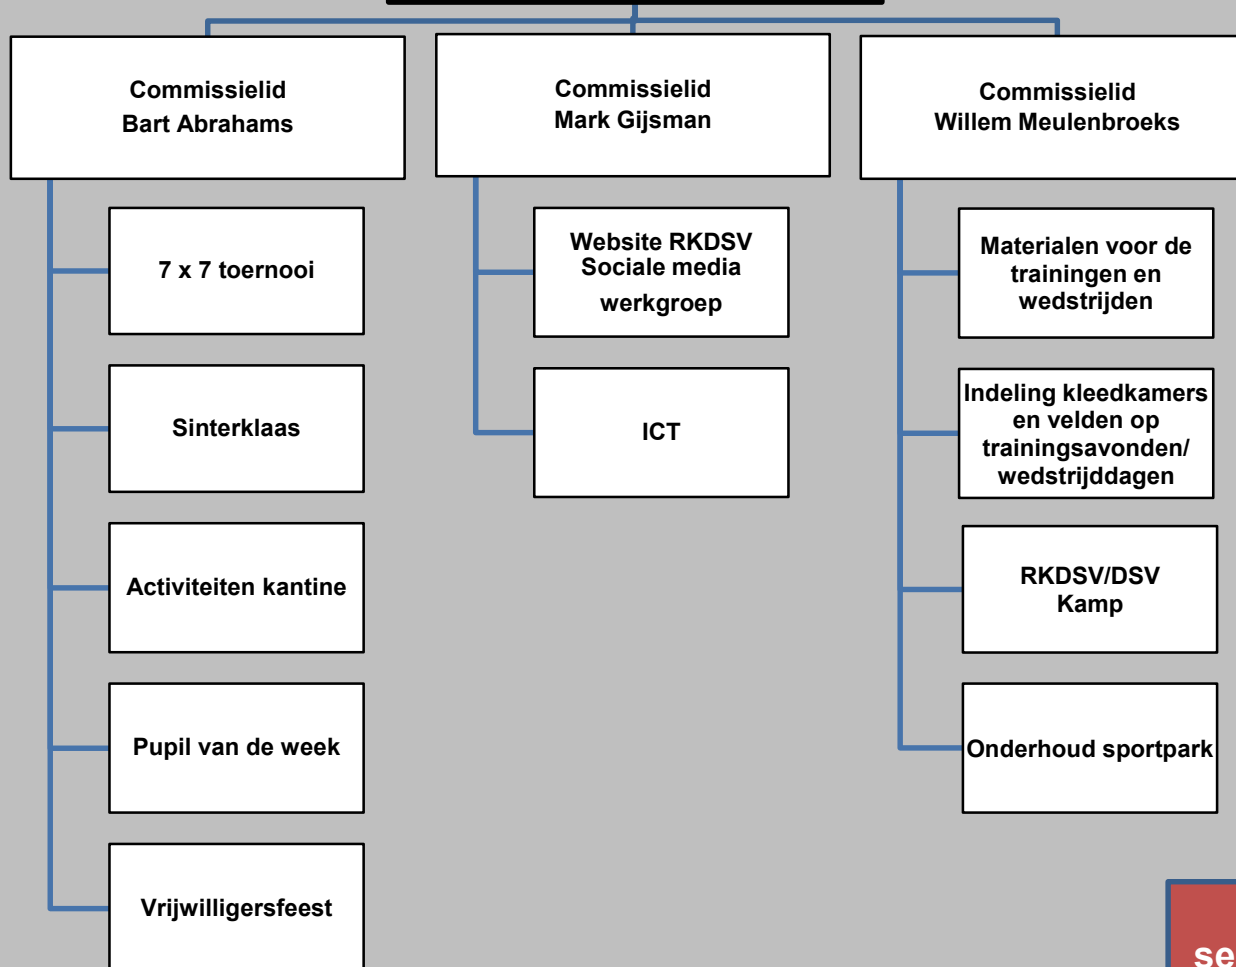 Commissielid
Bart Abrahams
7 x 7 toernooi
Sinterklaas
Activiteiten kantine
Pupil van de week
Vrijwilligersfeest
Commissielid
Mark Gijsman
Website RKDSV
Sociale media
werkgroep
ICT
Commissielid
Willem Meulenbroeks
Materialen voor de
trainingen en
wedstrijden
Indeling kleedkamers
en velden op
trainingsavonden/
wedstrijddagen
RKDSV/DSV
Kamp
Onderhoud sportpark